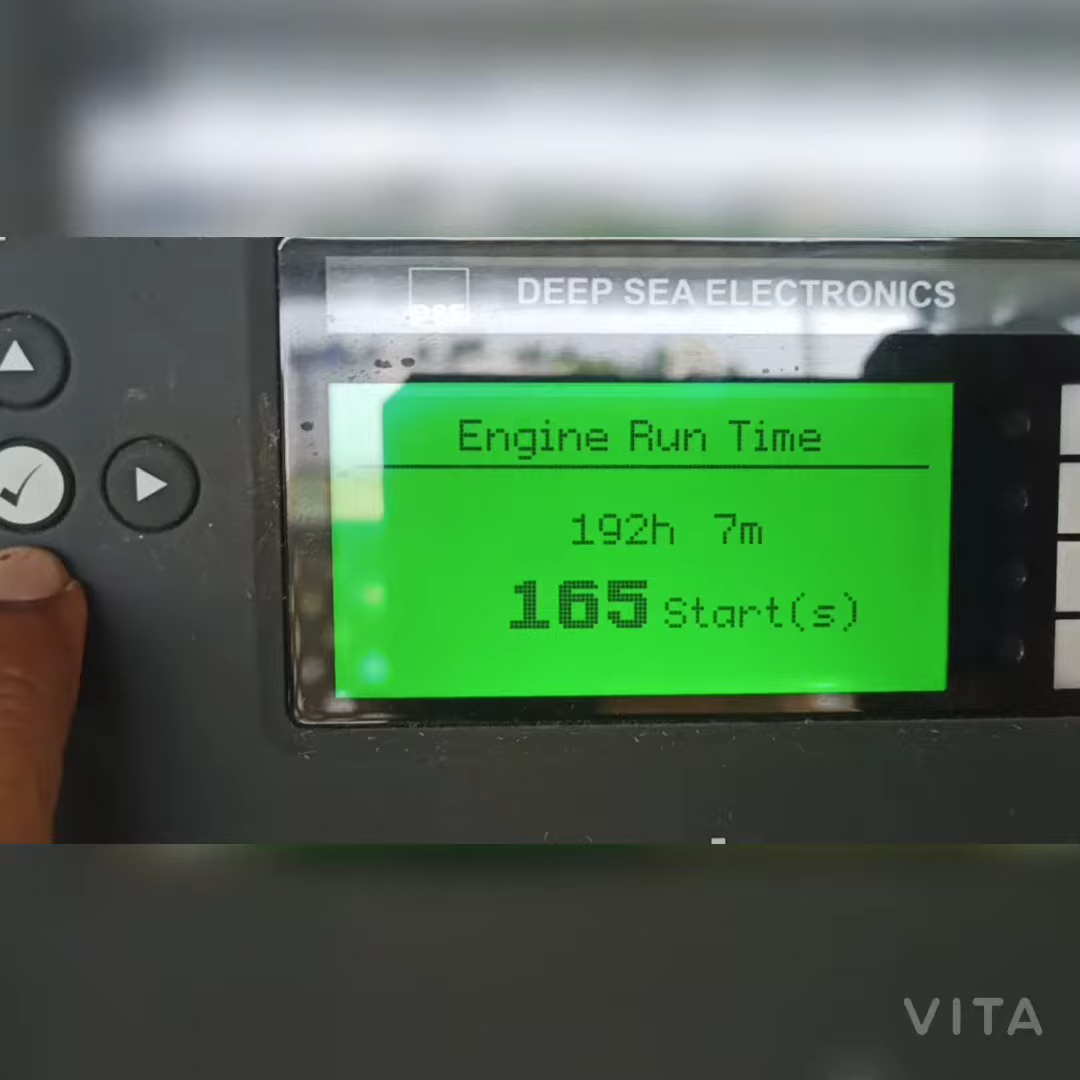 DEEP SEA ELECTRONICS
Engine Run Time
192h 7m
165 Start(s)
VITA